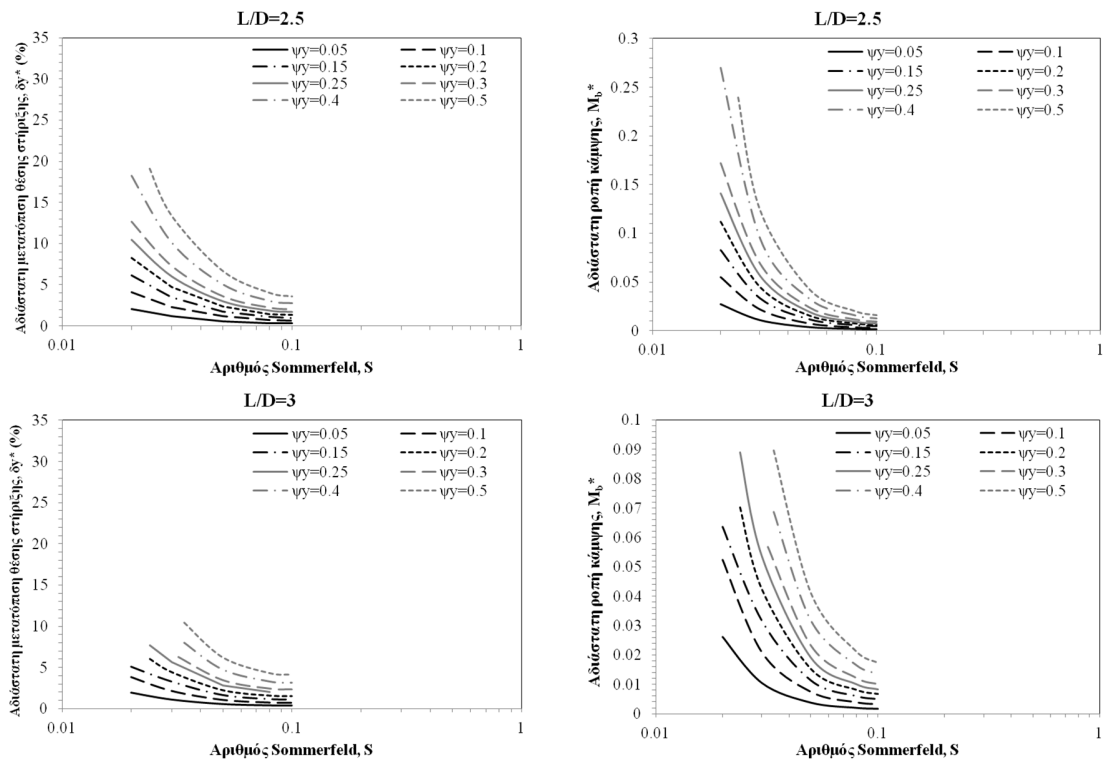 L/D=2.5
Αδιάστατη μετατόπιση θέσης στήριξης, δy* (%)
35
30
25
20
15
10
5
0
ψy=0.05 ψy=0.1
ψy=0.15 ψy=0.2
ψy=0.25 ψy=0.3
ψy=0.4 ψy=0.5
0.01 0.1 1
Αριθμός Sommerfeld, S
L/D=2.5
Αδιάστατη ροπή κάμψης, Mb*
0.3
0.25
0.2
0.15
0.1
0.05
0
ψy=0.05 ψy=0.1
ψy=0.15 ψy=0.2
ψy=0.25 ψy=0.3
ψy=0.4 ψy=0.5
0.01 0.1 1
Αριθμός Sommerfeld, S
L/D=3
Αδιάστατη μετατόπιση θέσης στήριξης, δy* (%)
35
30
25
20
15
10
5
0
ψy=0.05 ψy=0.1
ψy=0.15 ψy=0.2
ψy=0.25 ψy=0.3
ψy=0.4 ψy=0.5
0.01 0.1 1
Αριθμός Sommerfeld, S
L/D=3
Αδιάστατη ροπή κάμψης, Mb*
0.1
0.09
0.08
0.07
0.06
0.05
0.04
0.03
0.02
0.01
0
ψy=0.05 ψy=0.1
ψy=0.15 ψy=0.2
ψy=0.25 ψy=0.3
ψy=0.4 ψy=0.5
0.01 0.1 1
Αριθμός Sommerfeld, S